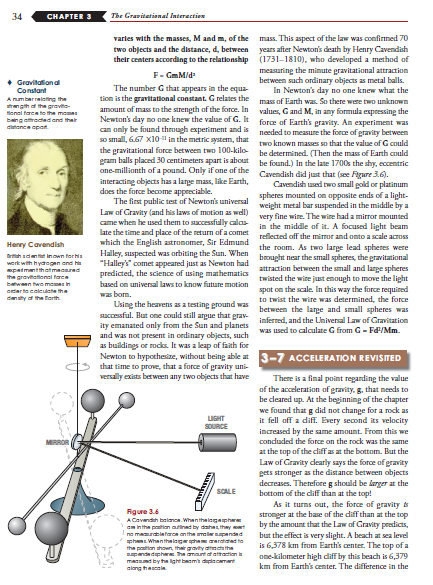 34 CHAPTER 3 The Gravitational Interaction
◆ Gravitational
Constant
A number relating the
strength of the gravita-
tional force to the masses
being attracted and their
distance apart.
Henry Cavendish
British scientist known for his
work with hydrogen and his
experiment that measured
the gravitational force
between two masses in
order to calculate the
density of the Earth.
varies with the masses, M and m, of the
two objects and the distance, d, between
their centers according to the relationship
F = GmM/d²
The number G that appears in the equa-
tion is the gravitational constant. G relates the
amount of mass to the strength of the force. In
Newton's day no one knew the value of G. It
can only be found through experiment and is
so small, 6.67 ×10⁻¹¹ in the metric system, that
the gravitational force between two 100-kilo-
gram balls placed 30 centimeters apart is about
one-millionth of a pound. Only if one of the
interacting objects has a large mass, like Earth,
does the force become appreciable.
The first public test of Newton's universal
Law of Gravity (and his laws of motion as well)
came when he used them to successfully calcu-
late the time and place of the return of a comet
which the English astronomer, Sir Edmund
Halley, suspected was orbiting the Sun. When
"Halley's" comet appeared just as Newton had
predicted, the science of using mathematics
based on universal laws to know future motion
was born.
Using the heavens as a testing ground was
successful. But one could still argue that grav-
ity emanated only from the Sun and planets
and was not present in ordinary objects, such
as buildings or rocks. It was a leap of faith for
Newton to hypothesize, without being able at
that time to prove, that a force of gravity uni-
versally exists between any two objects that have
MIRROR
LIGHT
SOURCE
SCALE
Figure 3.6
A Cavendish balance. When the large spheres
are in the position outlined by dashes, they exert
no measurable force on the smaller suspended
spheres. When the larger spheres are rotated to
the position shown, their gravity attracts the
suspended spheres. The amount of attraction is
measured by the light beam's displacement
along the scale.
mass. This aspect of the law was confirmed 70
years after Newton's death by Henry Cavendish
(1731–1810), who developed a method of
measuring the minute gravitational attraction
between such ordinary objects as metal balls.
In Newton's day no one knew what the
mass of Earth was. So there were two unknown
values, G and M, in any formula expressing the
force of Earth's gravity. An experiment was
needed to measure the force of gravity between
two known masses so that the value of G could
be determined. (Then the mass of Earth could
be found.) In the late 1700s the shy, eccentric
Cavendish did just that (see Figure 3.6).
Cavendish used two small gold or platinum
spheres mounted on opposite ends of a light-
weight metal bar suspended in the middle by a
very fine wire. The wire had a mirror mounted
in the middle of it. A focused light beam
reflected off the mirror and onto a scale across
the room. As two large lead spheres were
brought near the small spheres, the gravitational
attraction between the small and large spheres
twisted the wire just enough to move the light
spot on the scale. In this way the force required
to twist the wire was determined, the force
between the large and small spheres was
inferred, and the Universal Law of Gravitation
was used to calculate G from G = Fd²/Mm.
3–7 ACCELERATION REVISITED
There is a final point regarding the value
of the acceleration of gravity, g, that needs to
be cleared up. At the beginning of the chapter
we found that g did not change for a rock as
it fell off a cliff. Every second its velocity
increased by the same amount. From this we
concluded the force on the rock was the same
at the top of the cliff as at the bottom. But the
Law of Gravity clearly says the force of gravity
gets stronger as the distance between objects
decreases. Therefore g should be larger at the
bottom of the cliff than at the top!
As it turns out, the force of gravity is
stronger at the base of the cliff than at the top
by the amount that the Law of Gravity predicts,
but the effect is very slight. A beach at sea level
is 6,378 km from Earth's center. The top of a
one-kilometer high cliff by this beach is 6,379
km from Earth's center. The difference in the